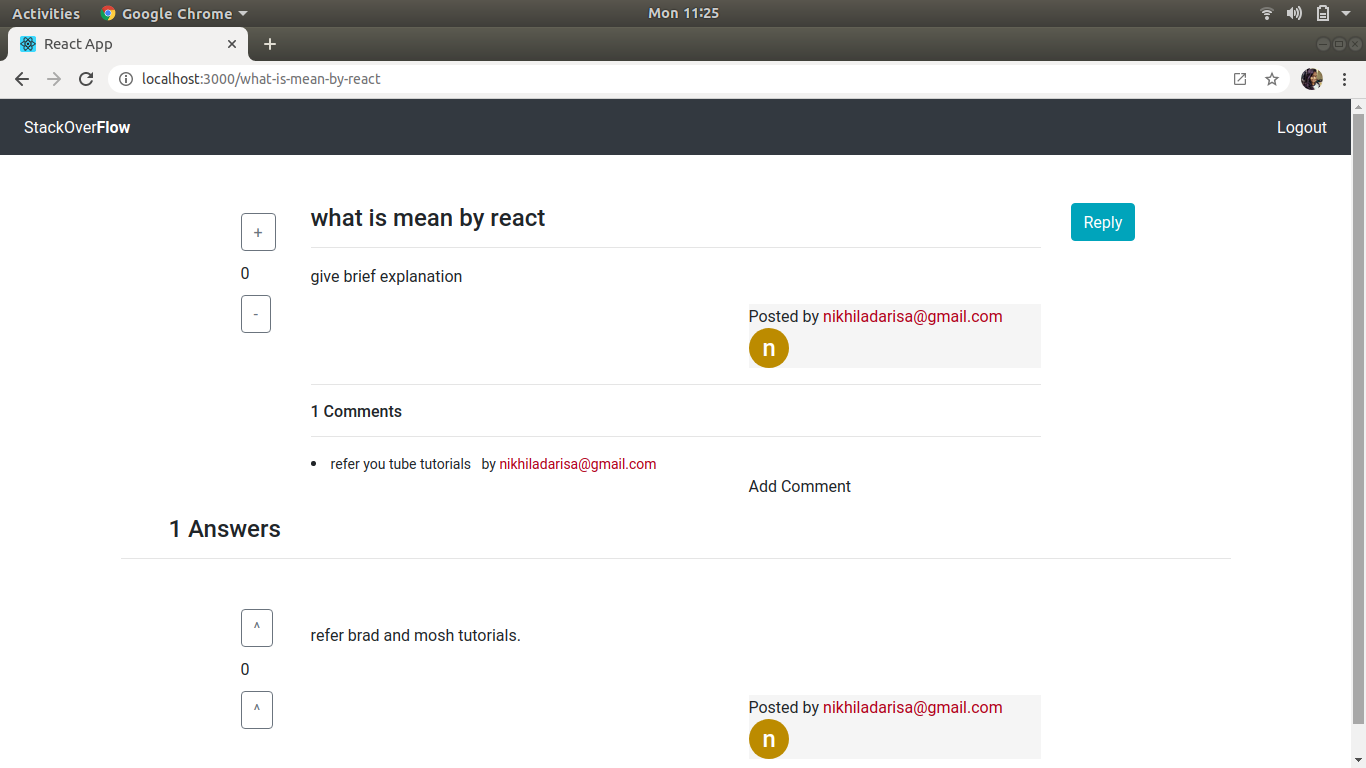 Activities Google Chrome Mon 11:25
React App
localhost:3000/what-is-mean-by-react
StackOverFlow Logout
+ what is mean by react Reply
0 give brief explanation
-
Posted by nikhiladarisa@gmail.com
n
1 Comments
refer you tube tutorials by nikhiladarisa@gmail.com
Add Comment
1 Answers
^
refer brad and mosh tutorials.
0
^
Posted by nikhiladarisa@gmail.com
n